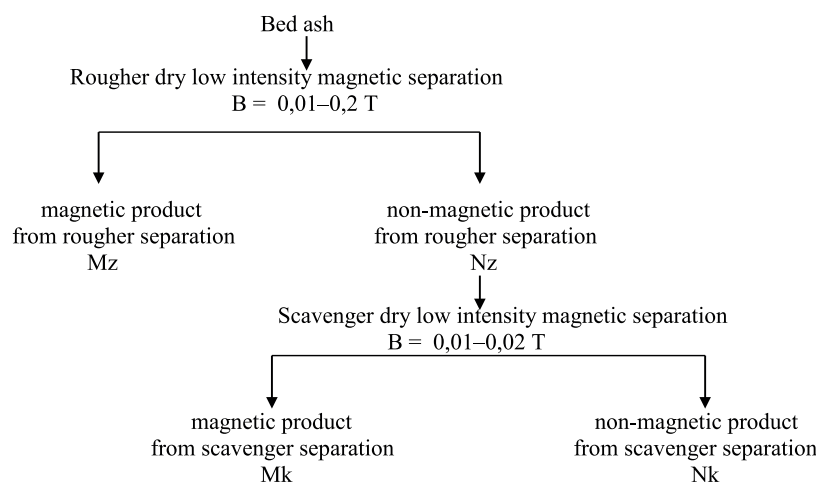 Bed ash
Rougher dry low intensity magnetic separation
B = 0,01–0,2 T
magnetic product
from rougher separation
Mz
non-magnetic product
from rougher separation
Nz
Scavenger dry low intensity magnetic separation
B = 0,01–0,02 T
magnetic product
from scavenger separation
Mk
non-magnetic product
from scavenger separation
Nk